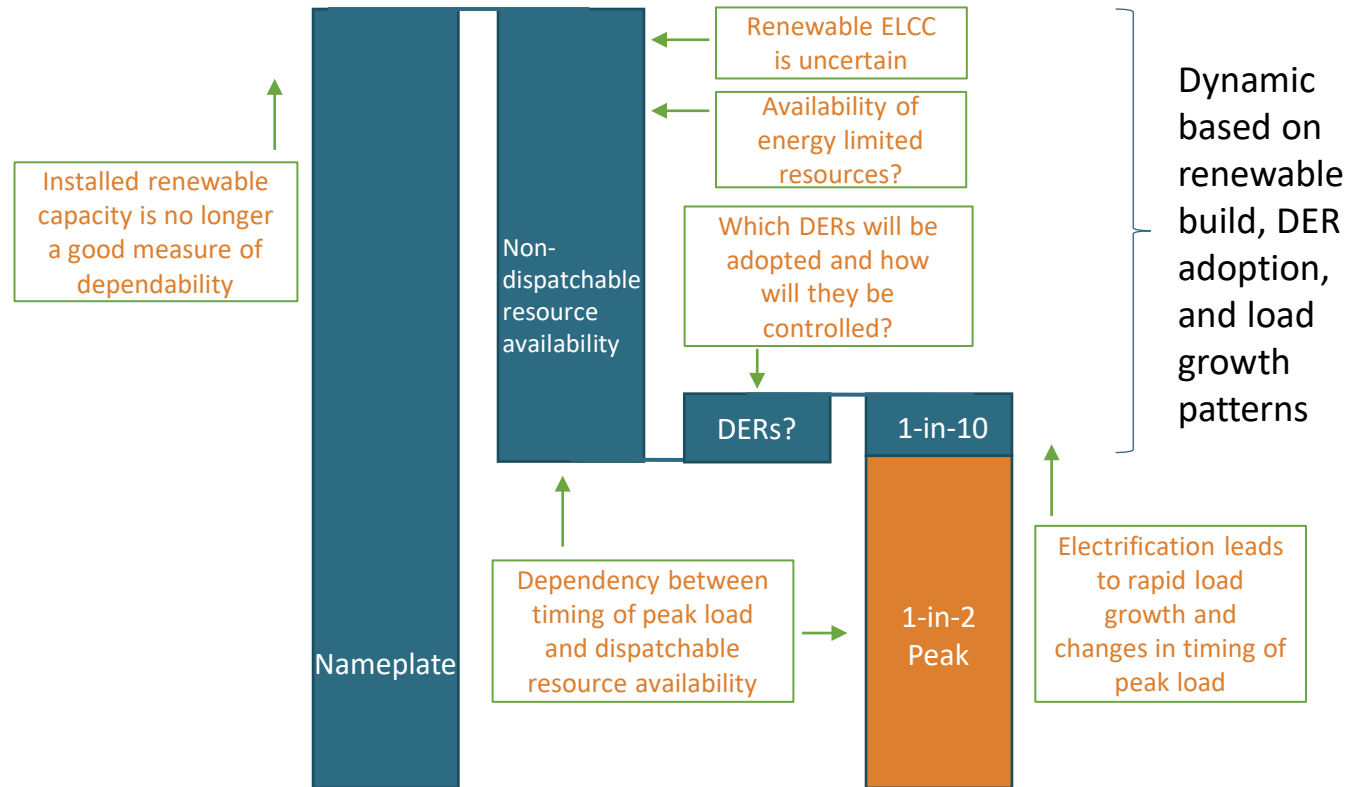 Renewable ELCC
is uncertain
Availability of
energy limited
resources?
Installed renewable
capacity is no longer
a good measure of
dependability
Which DERs will be
adopted and how
will they be
controlled?
Non-
dispatchable
resource
availability
Dynamic
based on
renewable
build, DER
adoption,
and load
growth
patterns
DERs?
1-in-10
Dependency between
timing of peak load
and dispatchable
resource availability
Nameplate
1-in-2
Peak
Electrification leads
to rapid load
growth and
changes in timing of
peak load